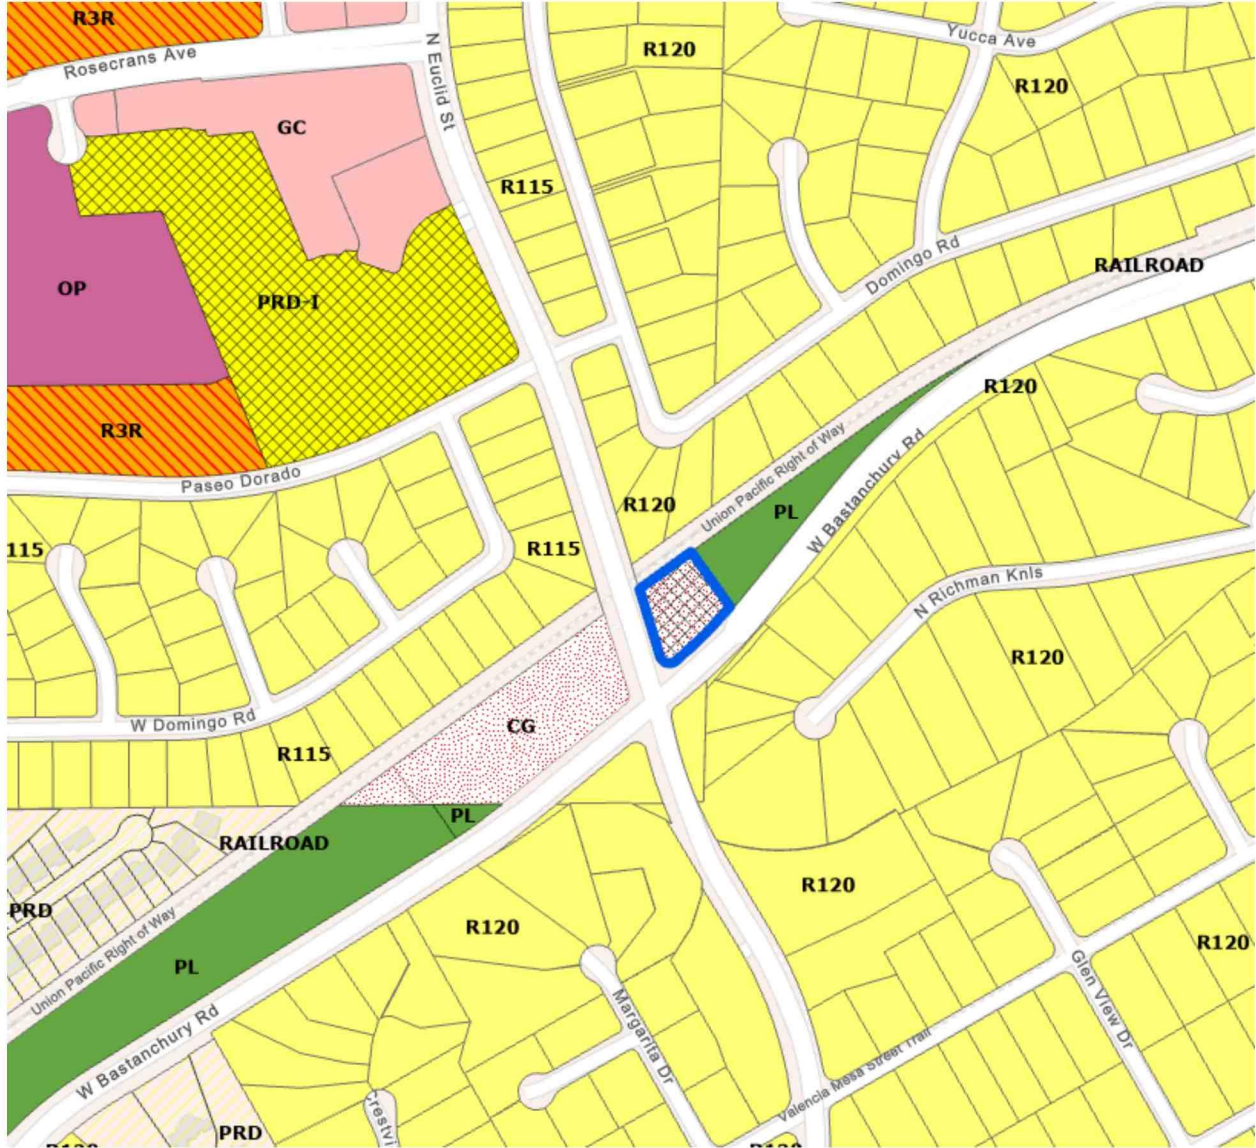 R3R
Rosecrans Ave
N Euclid St
R120
Yucca Ave
R120
GC
R115
Domingo Rd
RAILROAD
OP
PRD-I
R120
R3R
Paseo Dorado
R120
Union Pacific Right of Way
PL
W Bastanchury Rd
115
R115
N Richman Knls
R120
W Domingo Rd
CG
R115
PL
RAILROAD
R120
PRD
R120
R120
Union Pacific Right of Way
PL
Glen View Dr
Margarita Dr
W Bastanchury Rd
Valencia Mesa Street Trail
Crestvi
PRD
R120
R120